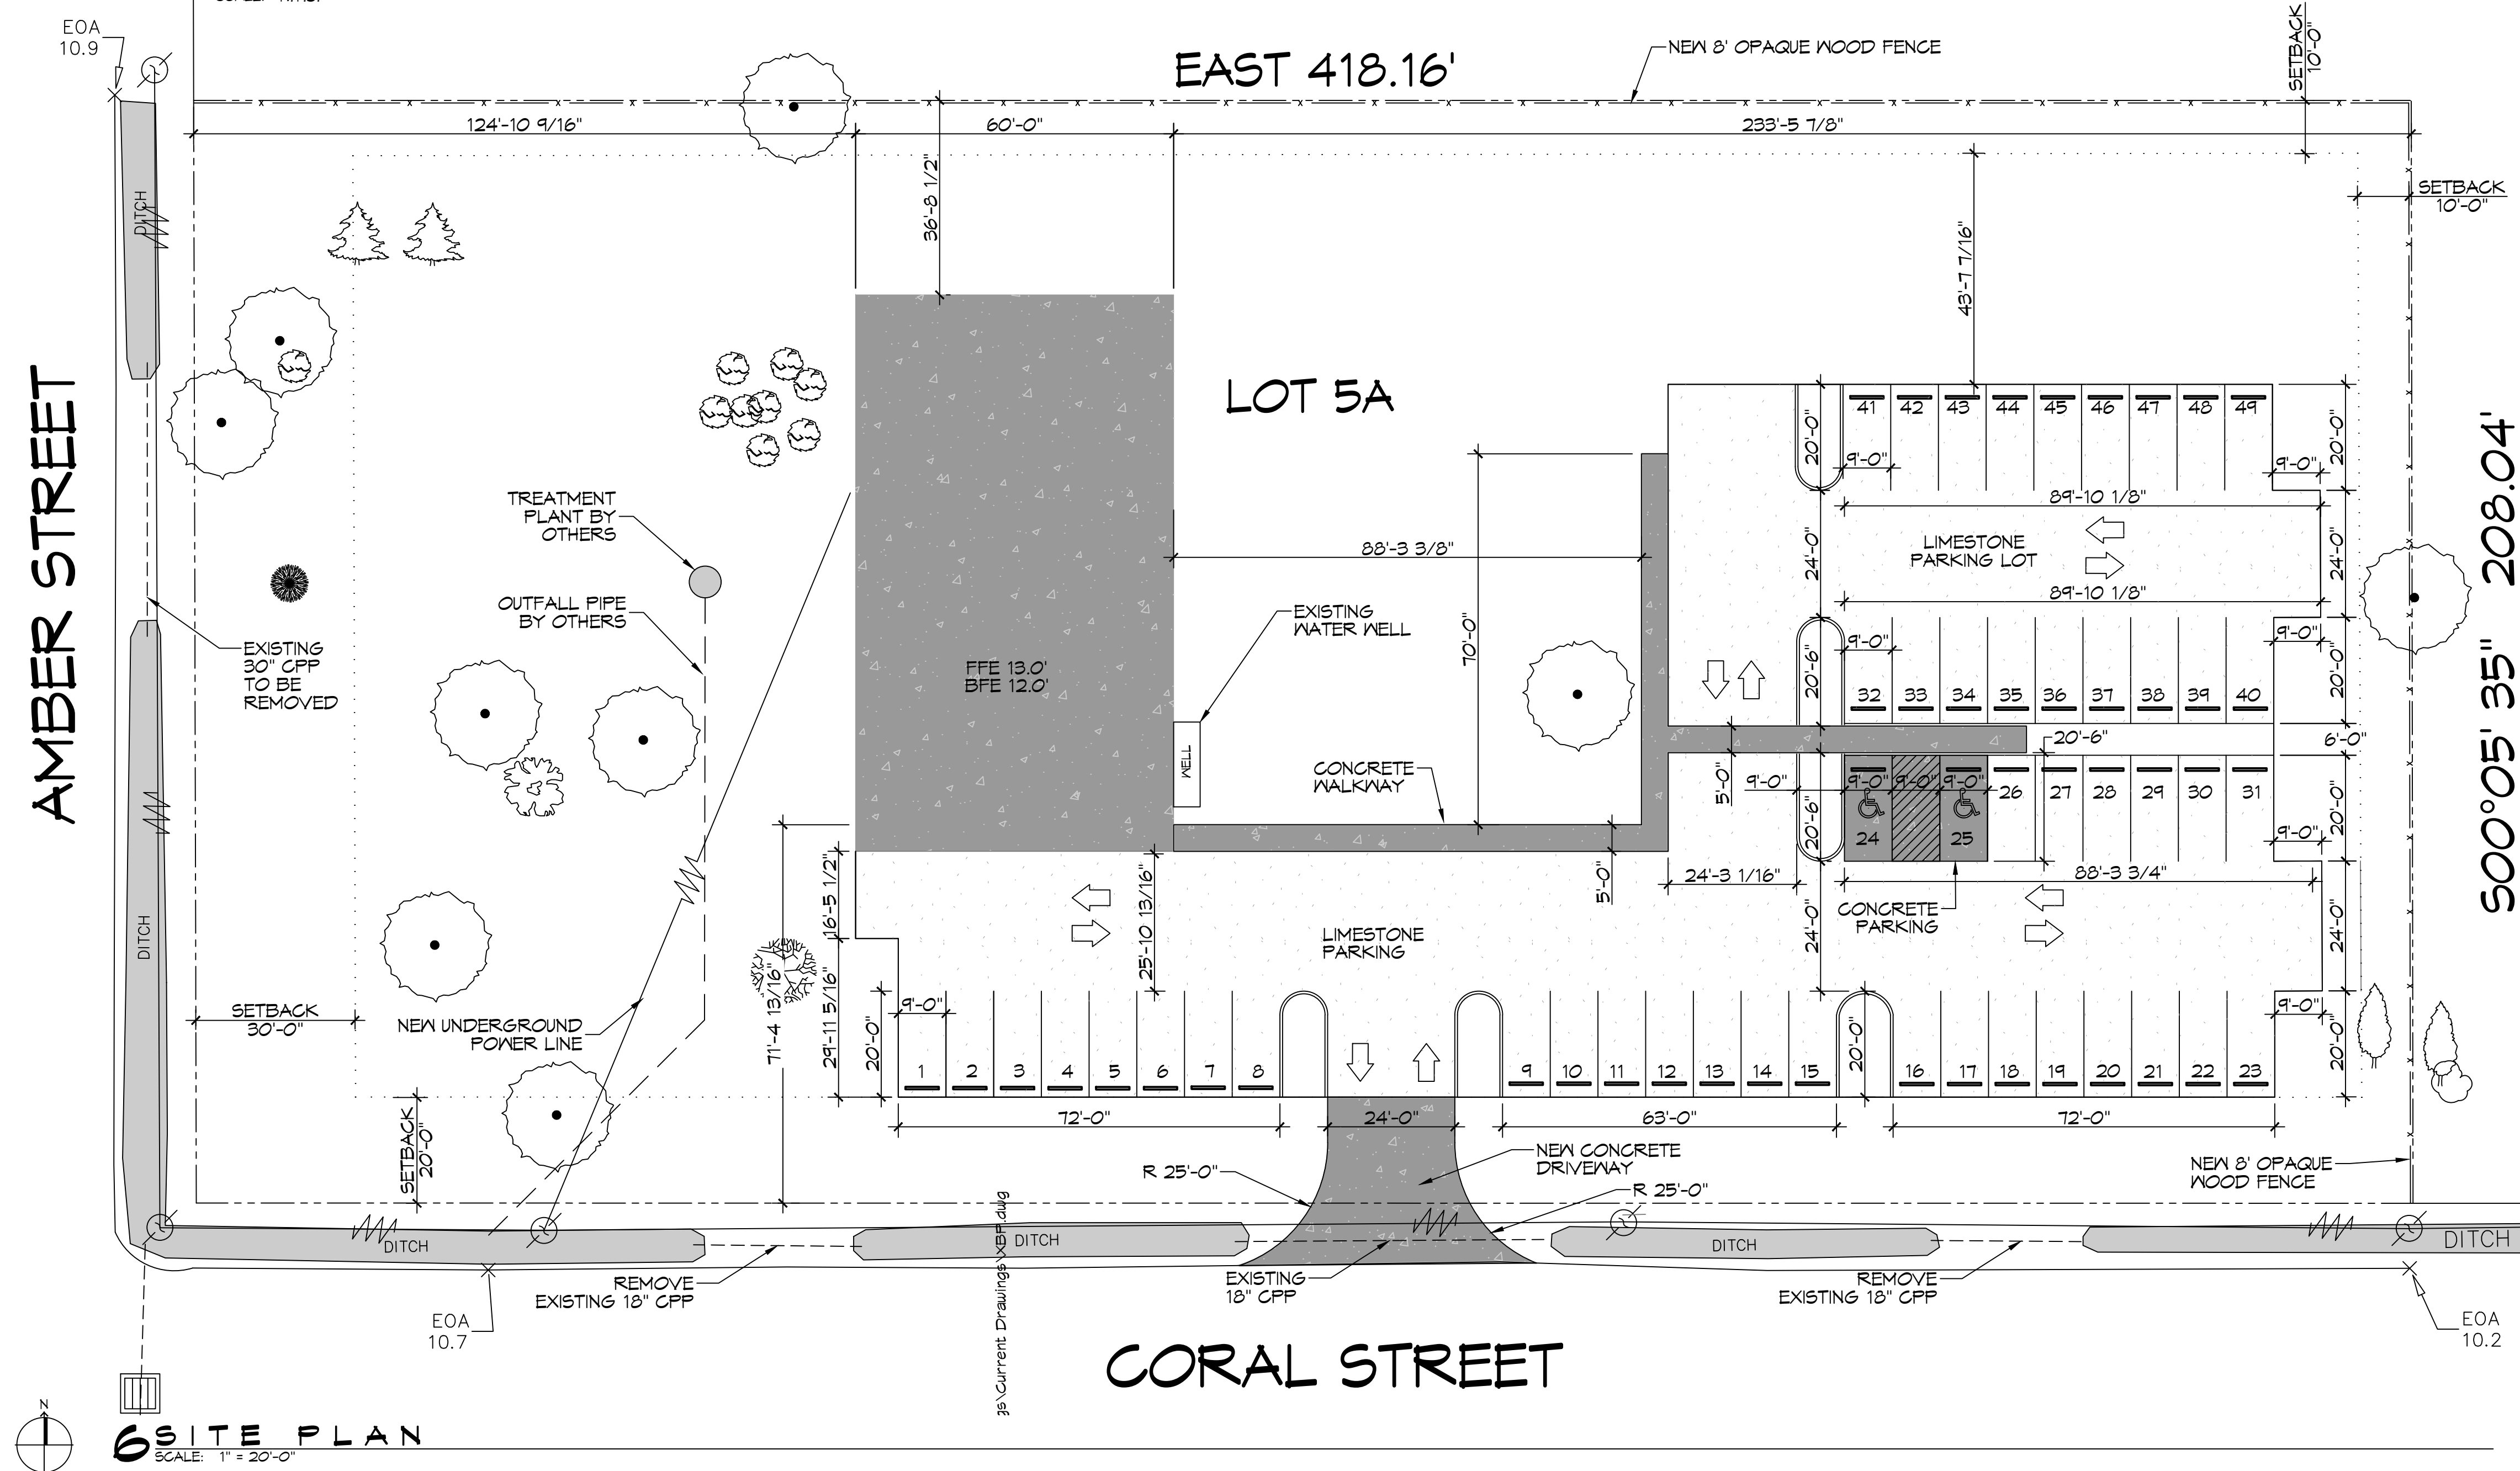 EOA
10.9
EAST 418.16'
NEW 8' OPAQUE WOOD FENCE
SETBACK
10'-0"
124'-10 9/16"
60'-0"
233'-5 7/8"
SETBACK
10'-0"
DITCH
36'-8 1/2"
43'-7 7/16"
AMBER STREET
LOT 5A
41
42
43
44
45
46
47
48
49
20'-0"
9'-0"
9'-0"
20'-0"
89'-10 1/8"
TREATMENT
PLANT BY
OTHERS
88'-3 3/8"
LIMESTONE
PARKING LOT
24'-0"
24'-0"
89'-10 1/8"
S00°05' 35" 208.04'
OUTFALL PIPE
BY OTHERS
EXISTING
WATER WELL
70'-0"
EXISTING
30" CPP
TO BE
REMOVED
FFE 13.0'
BFE 12.0'
9'-0"
9'-0"
20'-6"
20'-0"
32
33
34
35
36
37
38
39
40
WELL
CONCRETE
WALKWAY
20'-6"
6'-0"
5'-0"
9'-0"
9'-0"
9'-0"
9'-0"
24
25
26
27
28
29
30
31
20'-6"
20'-0"
9'-0"
24'-3 1/16"
88'-3 3/4"
5'-0"
CONCRETE
PARKING
DITCH
16'-5 1/2"
25'-10 13/16"
LIMESTONE
PARKING
24'-0"
24'-0"
SETBACK
30'-0"
NEW UNDERGROUND
POWER LINE
71'-4 13/16"
29'-11 5/16"
20'-0"
9'-0"
20'-0"
9'-0"
20'-0"
1
2
3
4
5
6
7
8
9
10
11
12
13
14
15
16
17
18
19
20
21
22
23
SETBACK
20'-0"
72'-0"
24'-0"
63'-0"
72'-0"
R 25'-0"
NEW CONCRETE
DRIVEWAY
R 25'-0"
NEW 8' OPAQUE
WOOD FENCE
DITCH
DITCH
DITCH
DITCH
REMOVE
EXISTING 18" CPP
gs\Current Drawings\XBFP.dwg
EXISTING
18" CPP
REMOVE
EXISTING 18" CPP
EOA
10.7
EOA
10.2
CORAL STREET
N
6 SITE PLAN
SCALE: 1" = 20'-0"